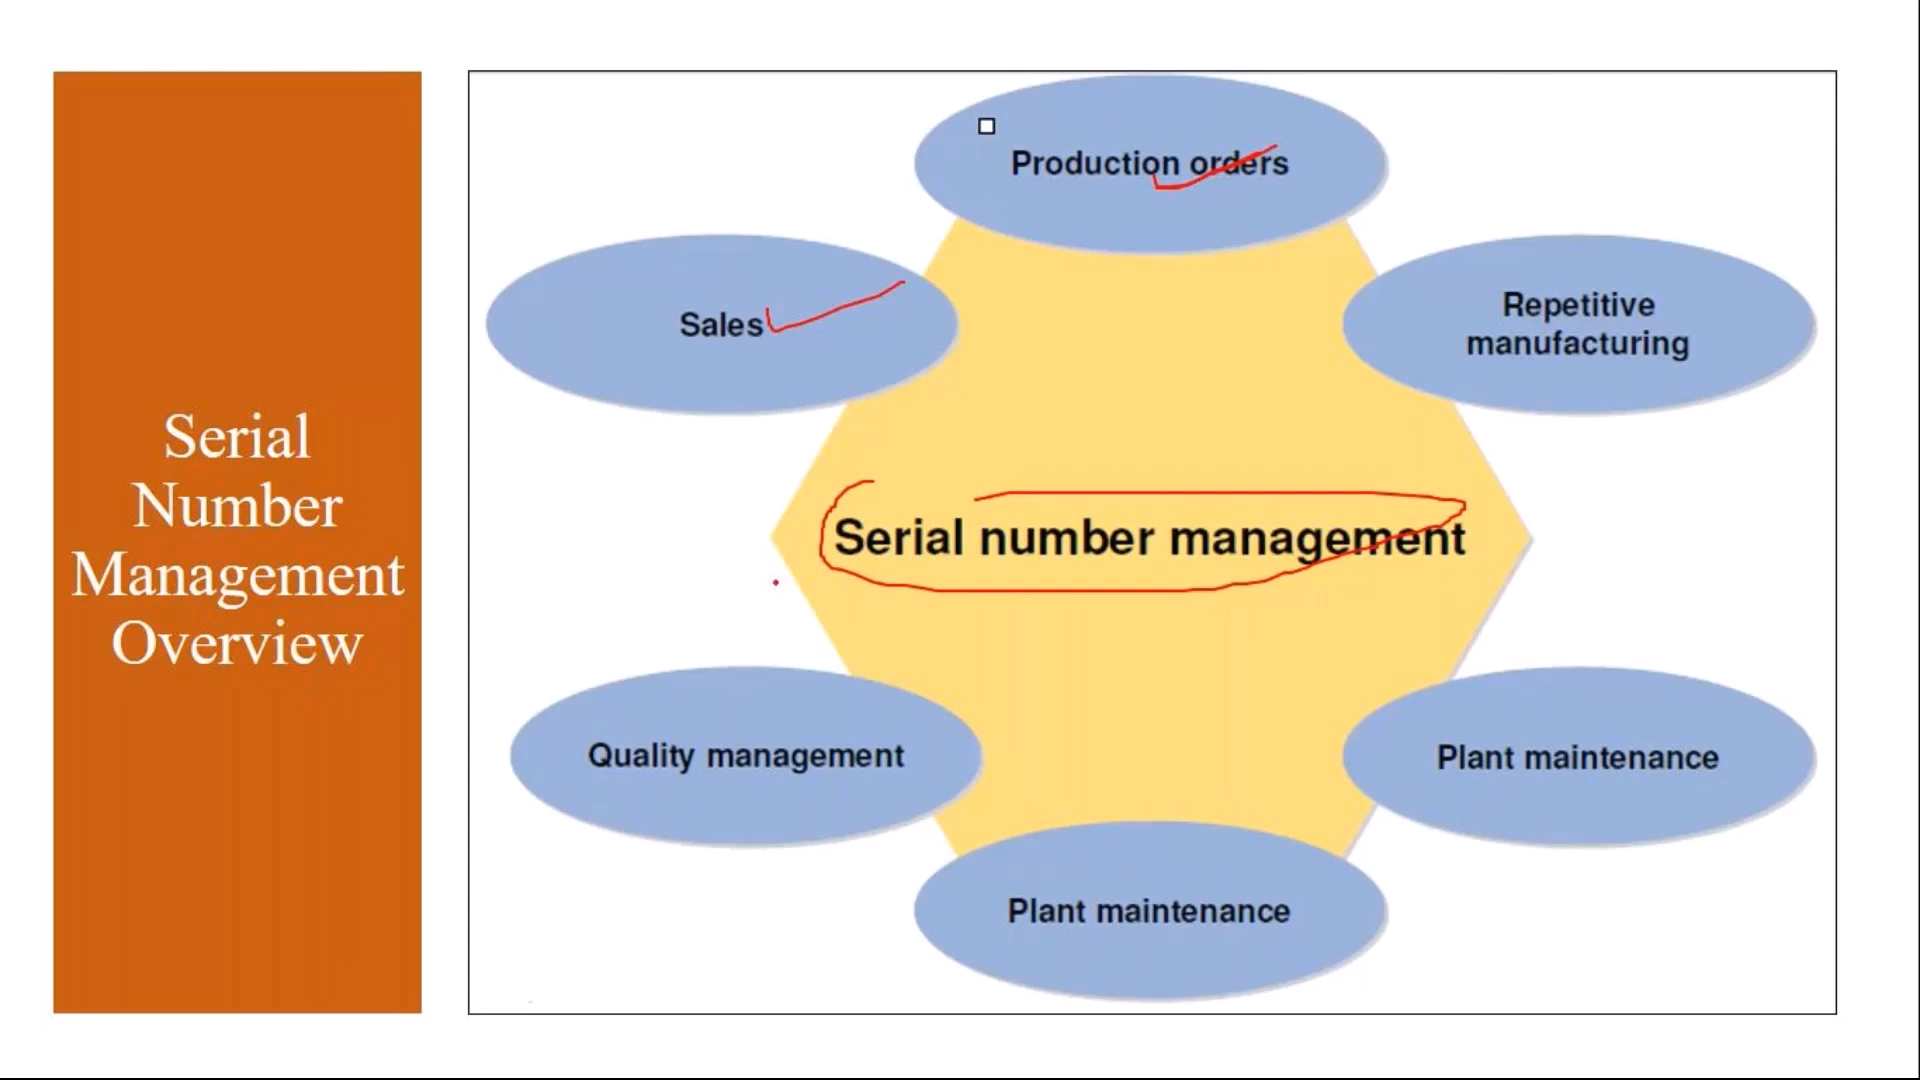 Serial
Number
Management
Overview
Production orders
Sales
Repetitive
manufacturing
Serial number management
Quality management
Plant maintenance
Plant maintenance